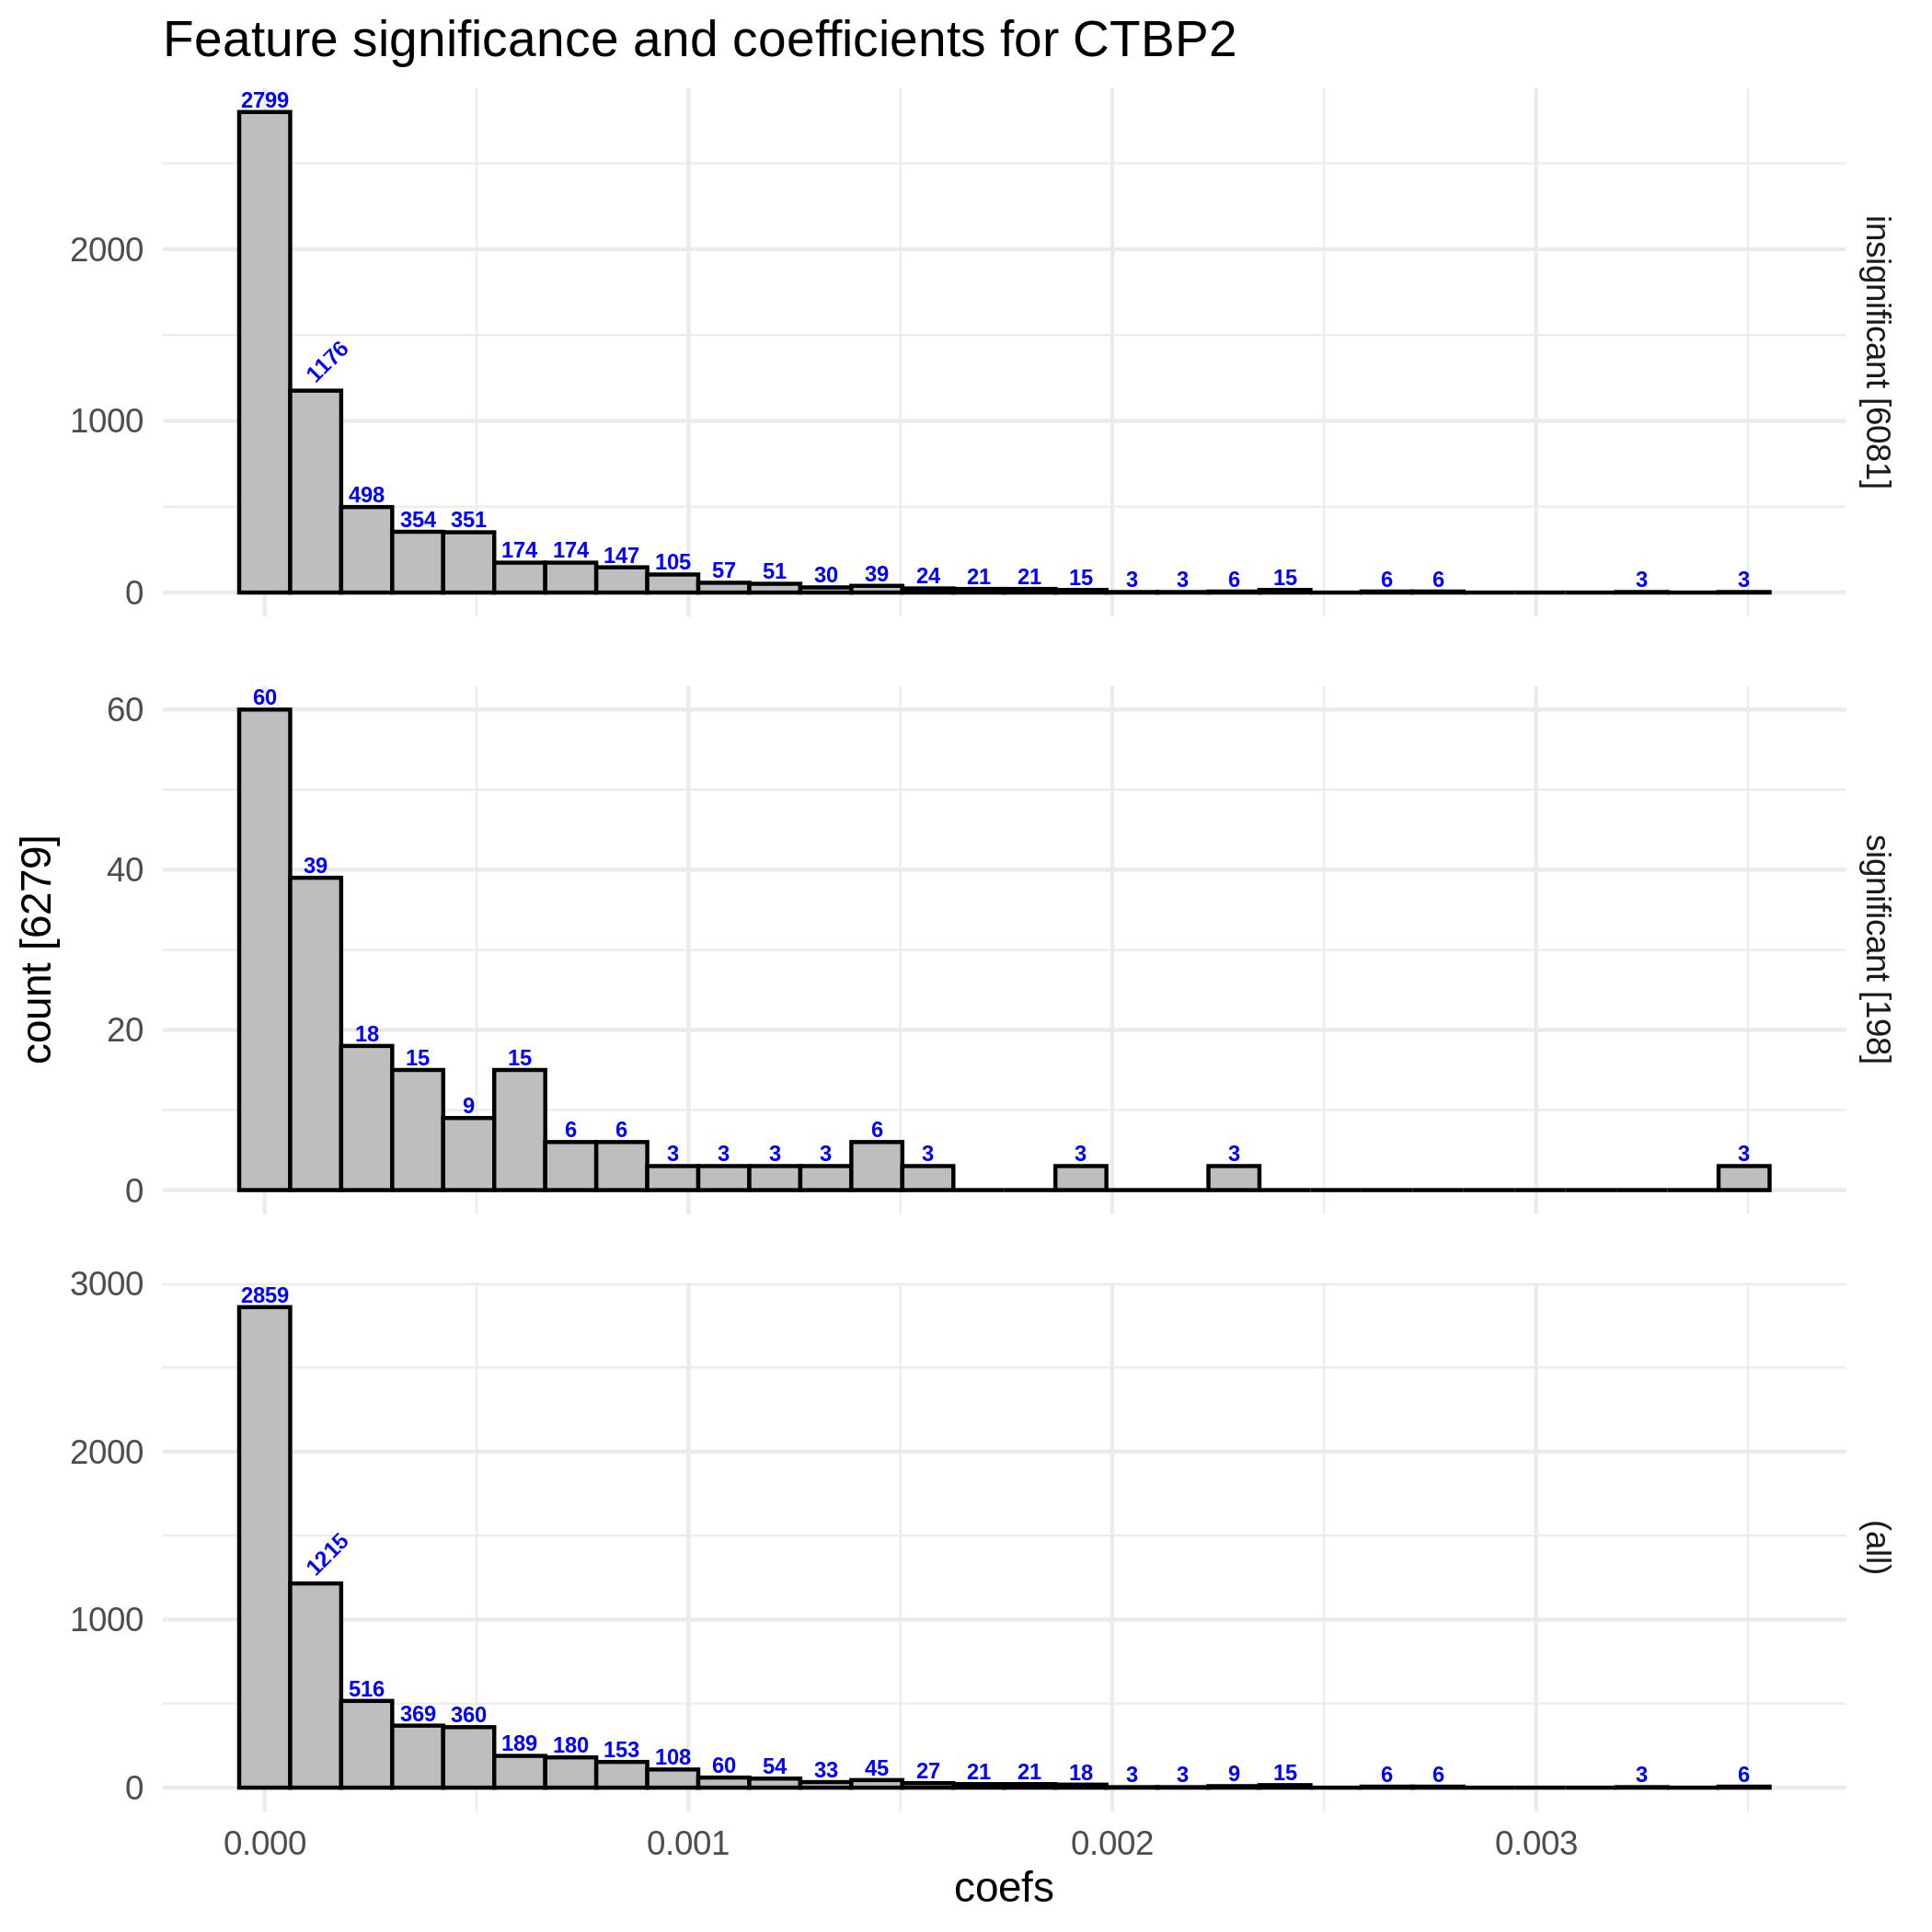 Feature significance and coefficients for CTBP2
2799
1176
498 354 351 174 174 147 105 57 51 30 39 24 21 21 15 3 3 6 15 6 6 3 3
2000
1000
0
insignificant [6081]
60
39
18 15 9 15 6 6 3 3 3 3 6 3 3 3 3
60
40
20
0
significant [198]
count [6279]
2859
1215
516 369 360 189 180 153 108 60 54 33 45 27 21 21 18 3 3 9 15 6 6 3 6
3000
2000
1000
0
(all)
0.000 0.001 0.002 0.003
coefs